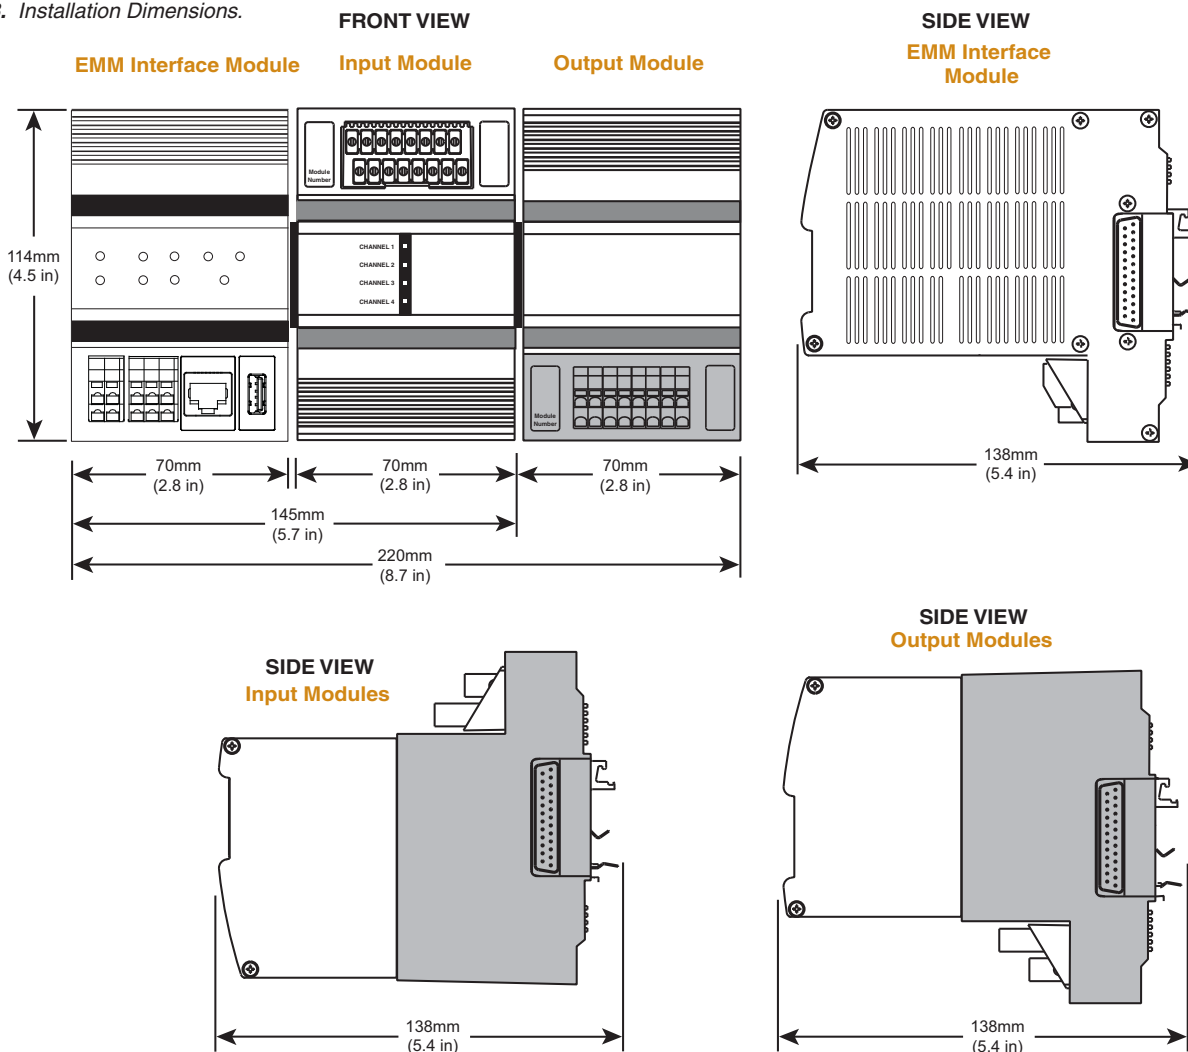 . Installation Dimensions.
FRONT VIEW
SIDE VIEW
EMM Interface Module
Input Module
Output Module
EMM Interface
Module
Module
Number
CHANNEL 1
CHANNEL 2
CHANNEL 3
CHANNEL 4
114mm
(4.5 in)
Module
Number
70mm
(2.8 in)
70mm
(2.8 in)
70mm
(2.8 in)
138mm
(5.4 in)
145mm
(5.7 in)
220mm
(8.7 in)
SIDE VIEW
Output Modules
SIDE VIEW
Input Modules
138mm
(5.4 in)
138mm
(5.4 in)